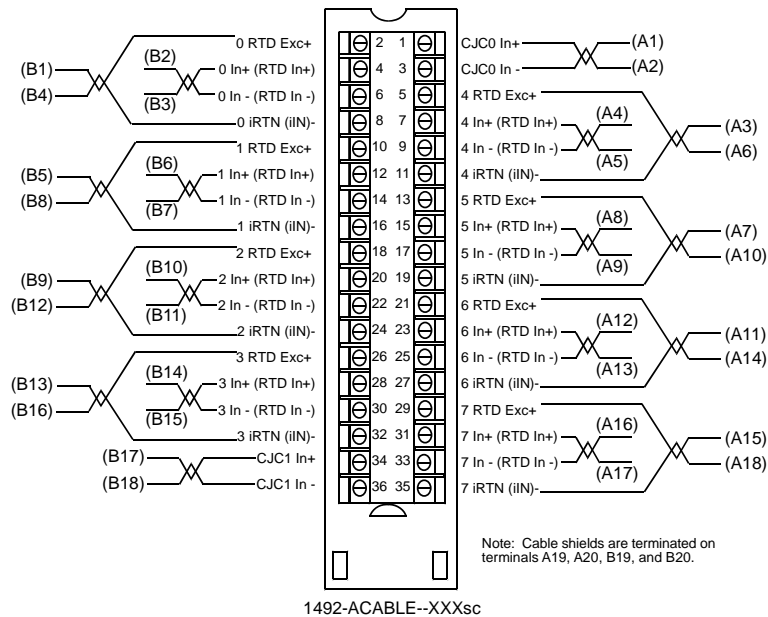 0 RTD Exc+ 2 1 CJC0 In+ (A1)
(B1) (B2) 0 In+ (RTD In+) 4 3 CJC0 In - (A2)
(B4) (B3) 0 In - (RTD In -) 6 5 4 RTD Exc+
0 iRTN (iIN)- 8 7 4 In+ (RTD In+) (A4) (A3)
1 RTD Exc+ 10 9 4 In - (RTD In -) (A5) (A6)
(B5) (B6) 1 In+ (RTD In+) 12 11 4 iRTN (iIN)-
(B8) (B7) 1 In - (RTD In -) 14 13 5 RTD Exc+
1 iRTN (iIN)- 16 15 5 In+ (RTD In+) (A8) (A7)
2 RTD Exc+ 18 17 5 In - (RTD In -) (A9) (A10)
(B9) (B10) 2 In+ (RTD In+) 20 19 5 iRTN (iIN)-
(B12) (B11) 2 In - (RTD In -) 22 21 6 RTD Exc+
2 iRTN (iIN)- 24 23 6 In+ (RTD In+) (A12) (A11)
3 RTD Exc+ 26 25 6 In - (RTD In -) (A13) (A14)
(B13) (B14) 3 In+ (RTD In+) 28 27 6 iRTN (iIN)-
(B16) (B15) 3 In - (RTD In -) 30 29 7 RTD Exc+
3 iRTN (iIN)- 32 31 7 In+ (RTD In+) (A16) (A15)
(B17) CJC1 In+ 34 33 7 In - (RTD In -) (A17) (A18)
(B18) CJC1 In - 36 35 7 iRTN (iIN)-
Note: Cable shields are terminated on
terminals A19, A20, B19, and B20.
1492-ACABLE--XXXsc